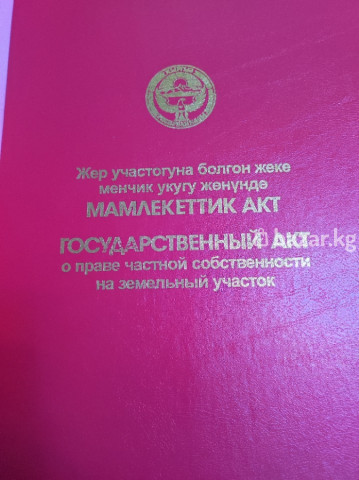 Жер участогуна болгон жеке
менчик укугу жөнүндө
МАМЛЕКЕТТИК АКТ
ГОСУДАРСТВЕННЫЙ АКТ
о праве частной собственности
на земельный участок